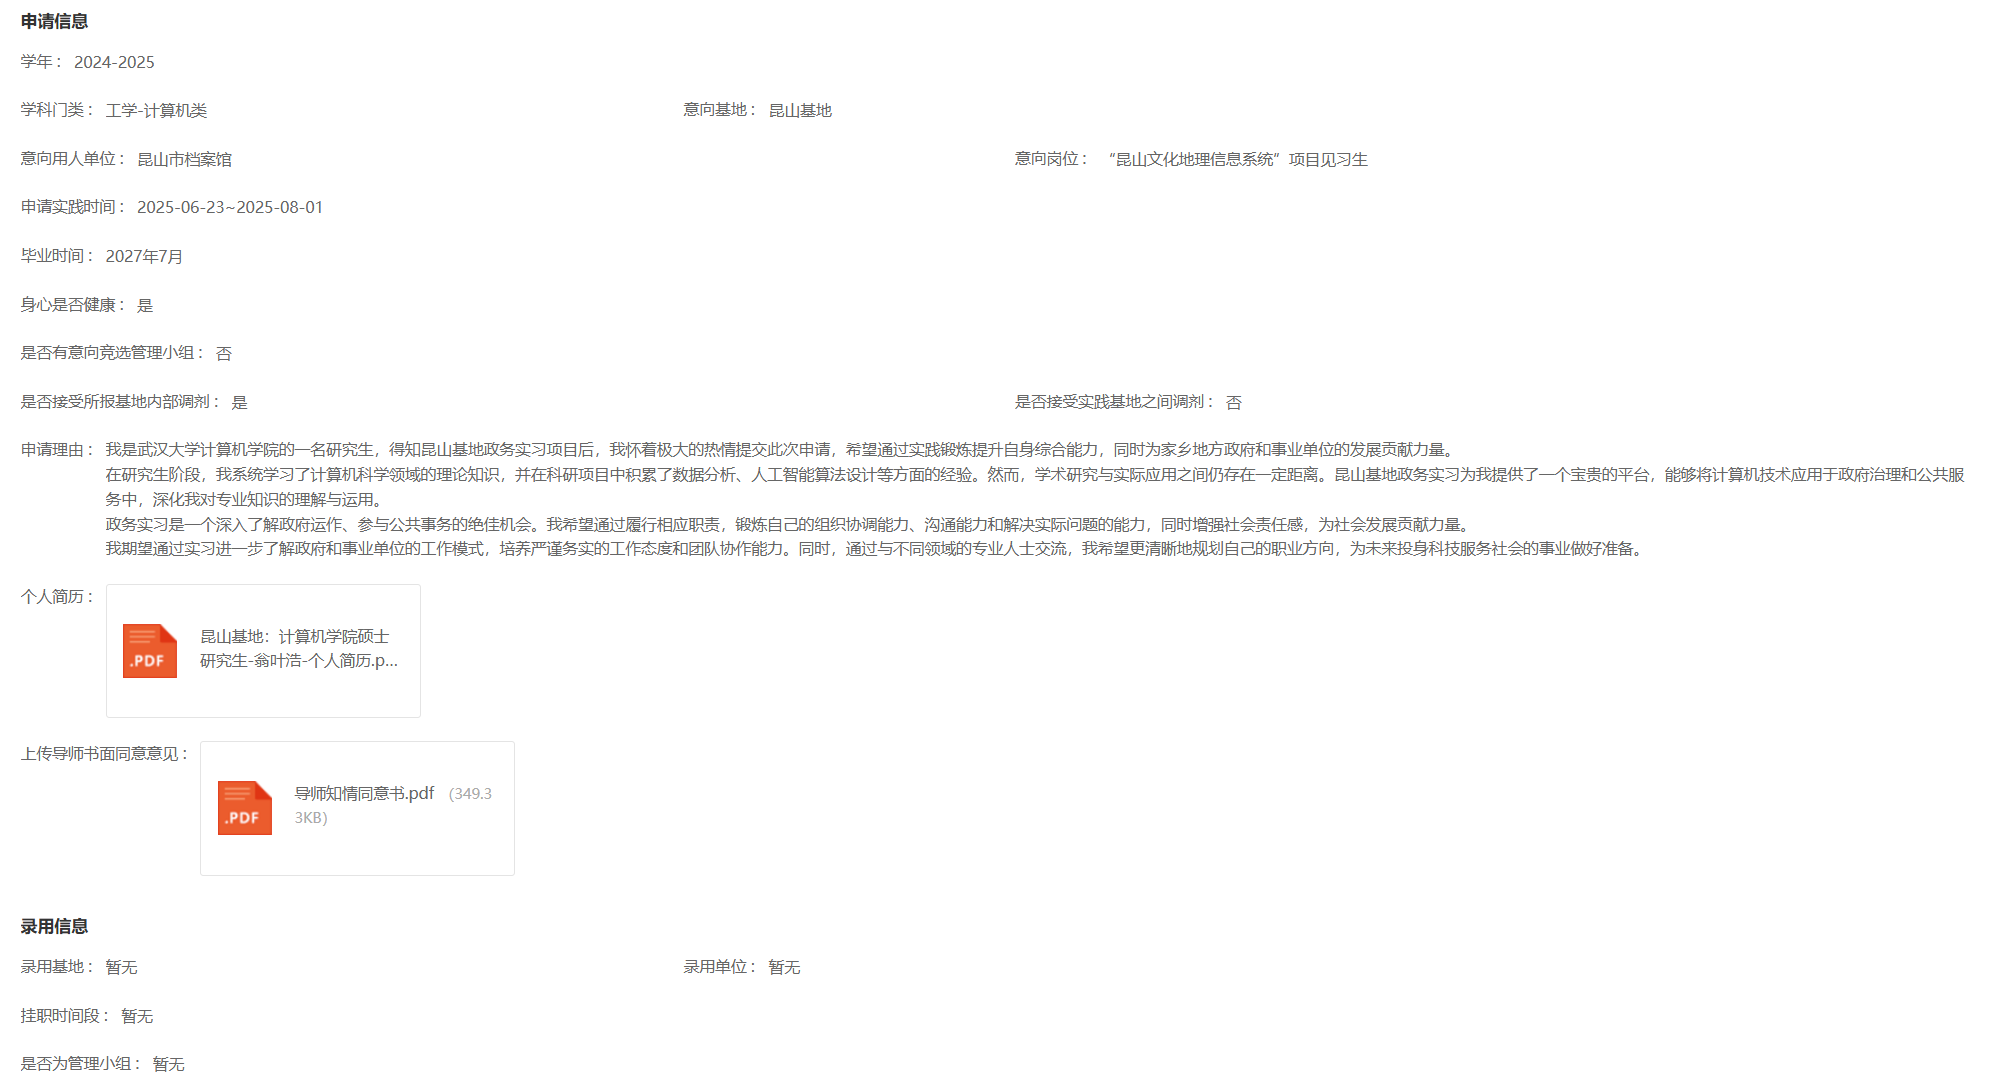 申请信息
学年： 2024-2025
学科门类： 工学-计算机类 意向基地： 昆山基地
意向用人单位： 昆山市档案馆 意向岗位： “昆山文化地理信息系统”项目见习生
申请实践时间： 2025-06-23~2025-08-01
毕业时间： 2027年7月
身心是否健康： 是
是否有意向竞选管理小组： 否
是否接受所报基地内部调剂： 是 是否接受实践基地之间调剂： 否
申请理由： 我是武汉大学计算机学院的一名研究生，得知昆山基地政务实习项目后，我怀着极大的热情提交此次申请，希望通过实践锻炼提升自身综合能力，同时为家乡地方政府和事业单位的发展贡献力量。
在研究生阶段，我系统学习了计算机科学领域的理论知识，并在科研项目中积累了数据分析、人工智能算法设计等方面的经验。然而，学术研究与实际应用之间仍存在一定距离。昆山基地政务实习为我提供了一个宝贵的平台，能够将计算机技术应用于政府治理和公共服
务中，深化我对专业知识的理解与运用。
政务实习是一个深入了解政府运作、参与公共事务的绝佳机会。我希望通过履行相应职责，锻炼自己的组织协调能力、沟通能力和解决实际问题的能力，同时增强社会责任感，为社会发展贡献力量。
我期望通过实习进一步了解政府和事业单位的工作模式，培养严谨务实的工作态度和团队协作能力。同时，通过与不同领域的专业人士交流，我希望更清晰地规划自己的职业方向，为未来投身科技服务社会的事业做好准备。
个人简历：
.PDF
昆山基地：计算机学院硕士
研究生-翁叶浩-个人简历.p...
上传导师书面同意意见：
.PDF
导师知情同意书.pdf (349.3
3KB)
录用信息
录用基地： 暂无 录用单位： 暂无
挂职时间段： 暂无
是否为管理小组： 暂无